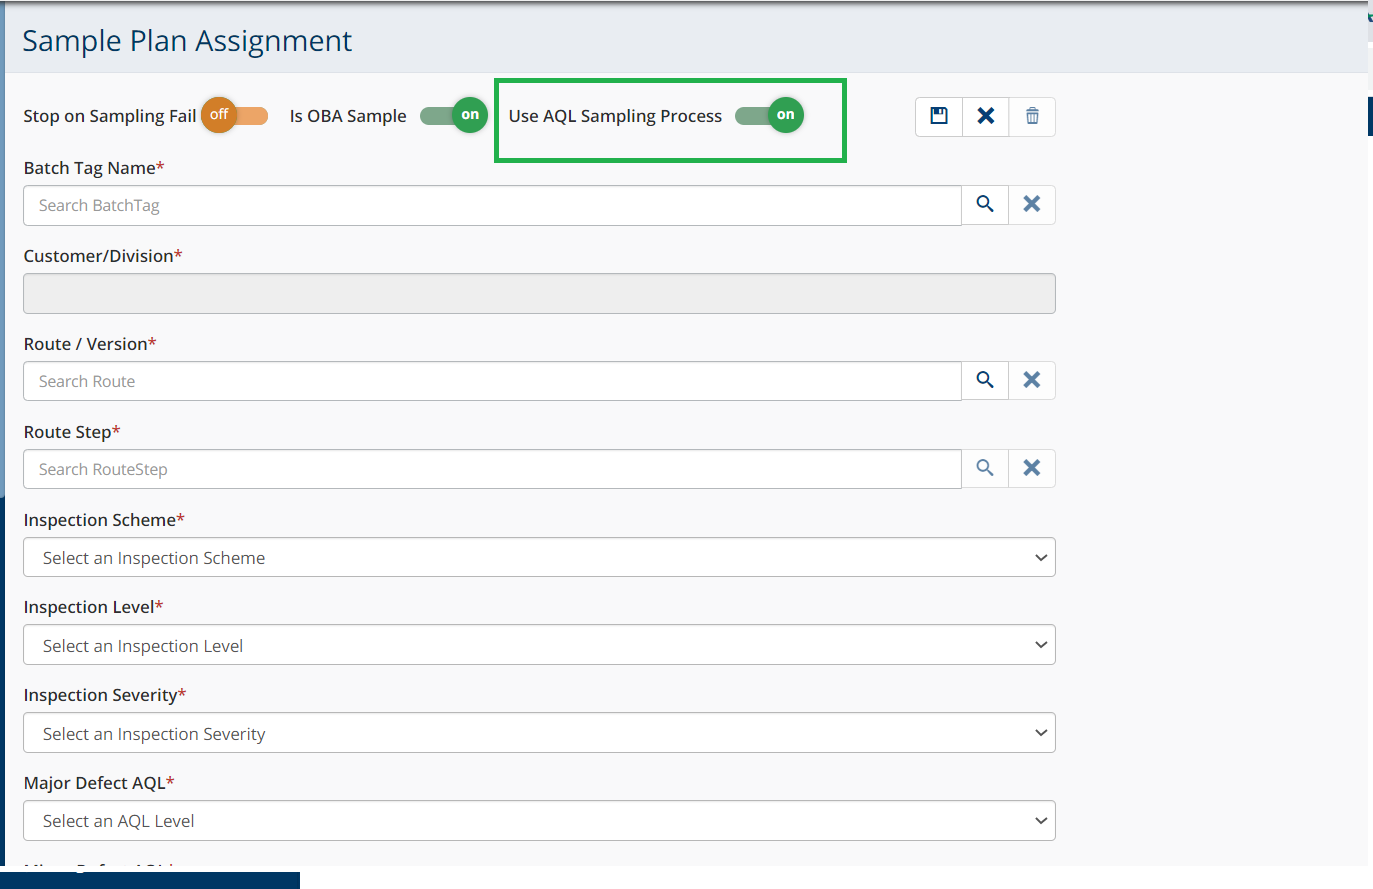 Sample Plan Assignment
Stop on Sampling Fail off Is OBA Sample on Use AQL Sampling Process on
Batch Tag Name*
Search BatchTag
Customer/Division*
Route / Version*
Search Route
Route Step*
Search RouteStep
Inspection Scheme*
Select an Inspection Scheme
Inspection Level*
Select an Inspection Level
Inspection Severity*
Select an Inspection Severity
Major Defect AQL*
Select an AQL Level